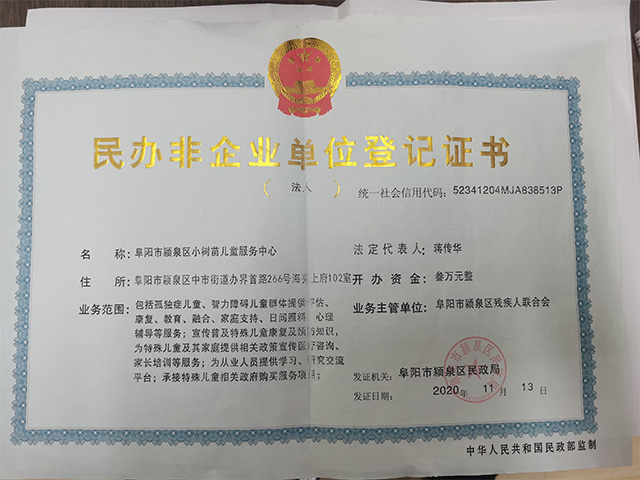 民办非企业单位登记证书
（法人）
统一社会信用代码：52341204MJA838513P
名　称：阜阳市颍泉区小树苗儿童服务中心
法定代表人：蒋传华
住　所：阜阳市颍泉区中市街道办界首路266号海亮上府102室
开办资金：叁万元整
业务范围：包括孤独症儿童、智力障碍儿童群体提供评估、
康复、教育、融合、家庭支持、日间照料、心理
辅导等服务；宣传普及特殊儿童康复及预防知识，
为特殊儿童及其家庭提供相关政策宣传医疗咨询、
家长培训等服务；为从业人员提供学习、研究交流
平台；承接特殊儿童相关政府购买服务项目；
业务主管单位：阜阳市颍泉区残疾人联合会
发证机关：阜阳市颍泉区民政局
发证日期：2020年11月13日
中华人民共和国民政部监制